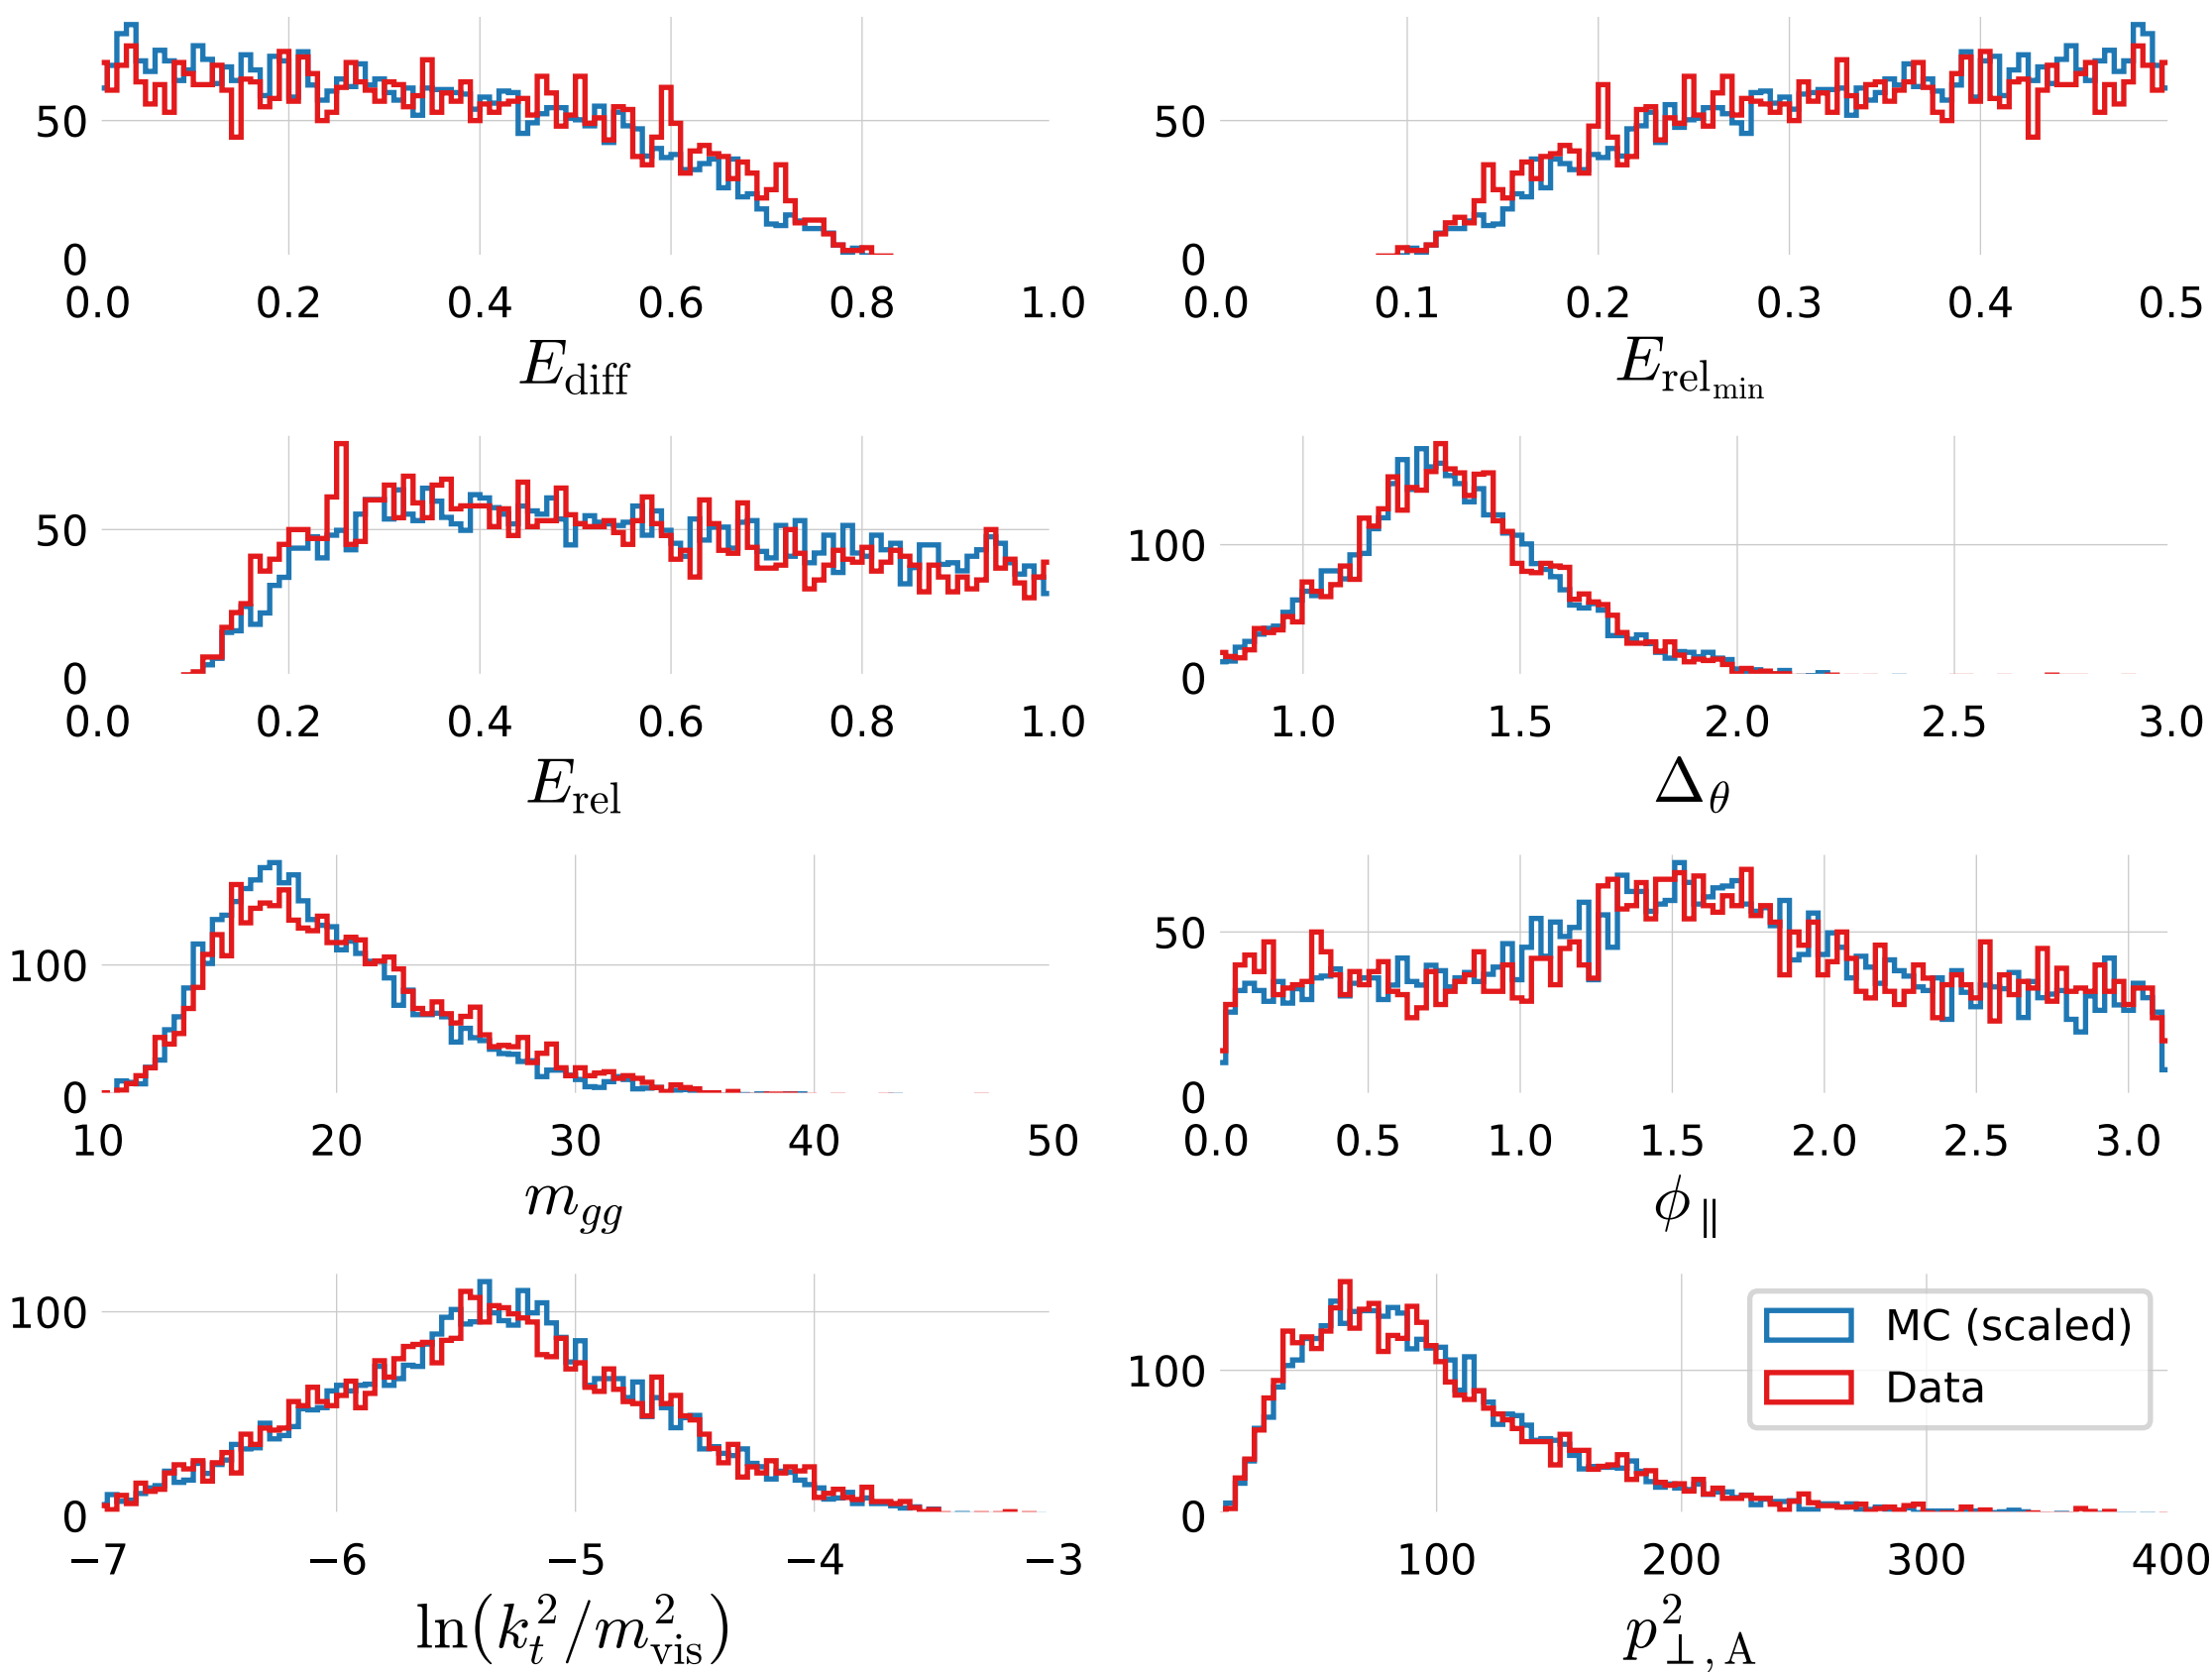 50
0
0.0 0.2 0.4 0.6 0.8 1.0
E_diff
50
0
0.0 0.1 0.2 0.3 0.4 0.5
E_rel_min
50
0
0.0 0.2 0.4 0.6 0.8 1.0
E_rel
100
0
1.0 1.5 2.0 2.5 3.0
Δ_θ
100
0
10 20 30 40 50
m_gg
50
0
0.0 0.5 1.0 1.5 2.0 2.5 3.0
ϕ_∥
100
0
−7 −6 −5 −4 −3
ln(k_t^2/m_vis^2)
100
0
100 200 300 400
p_⊥,A^2
MC (scaled)
Data